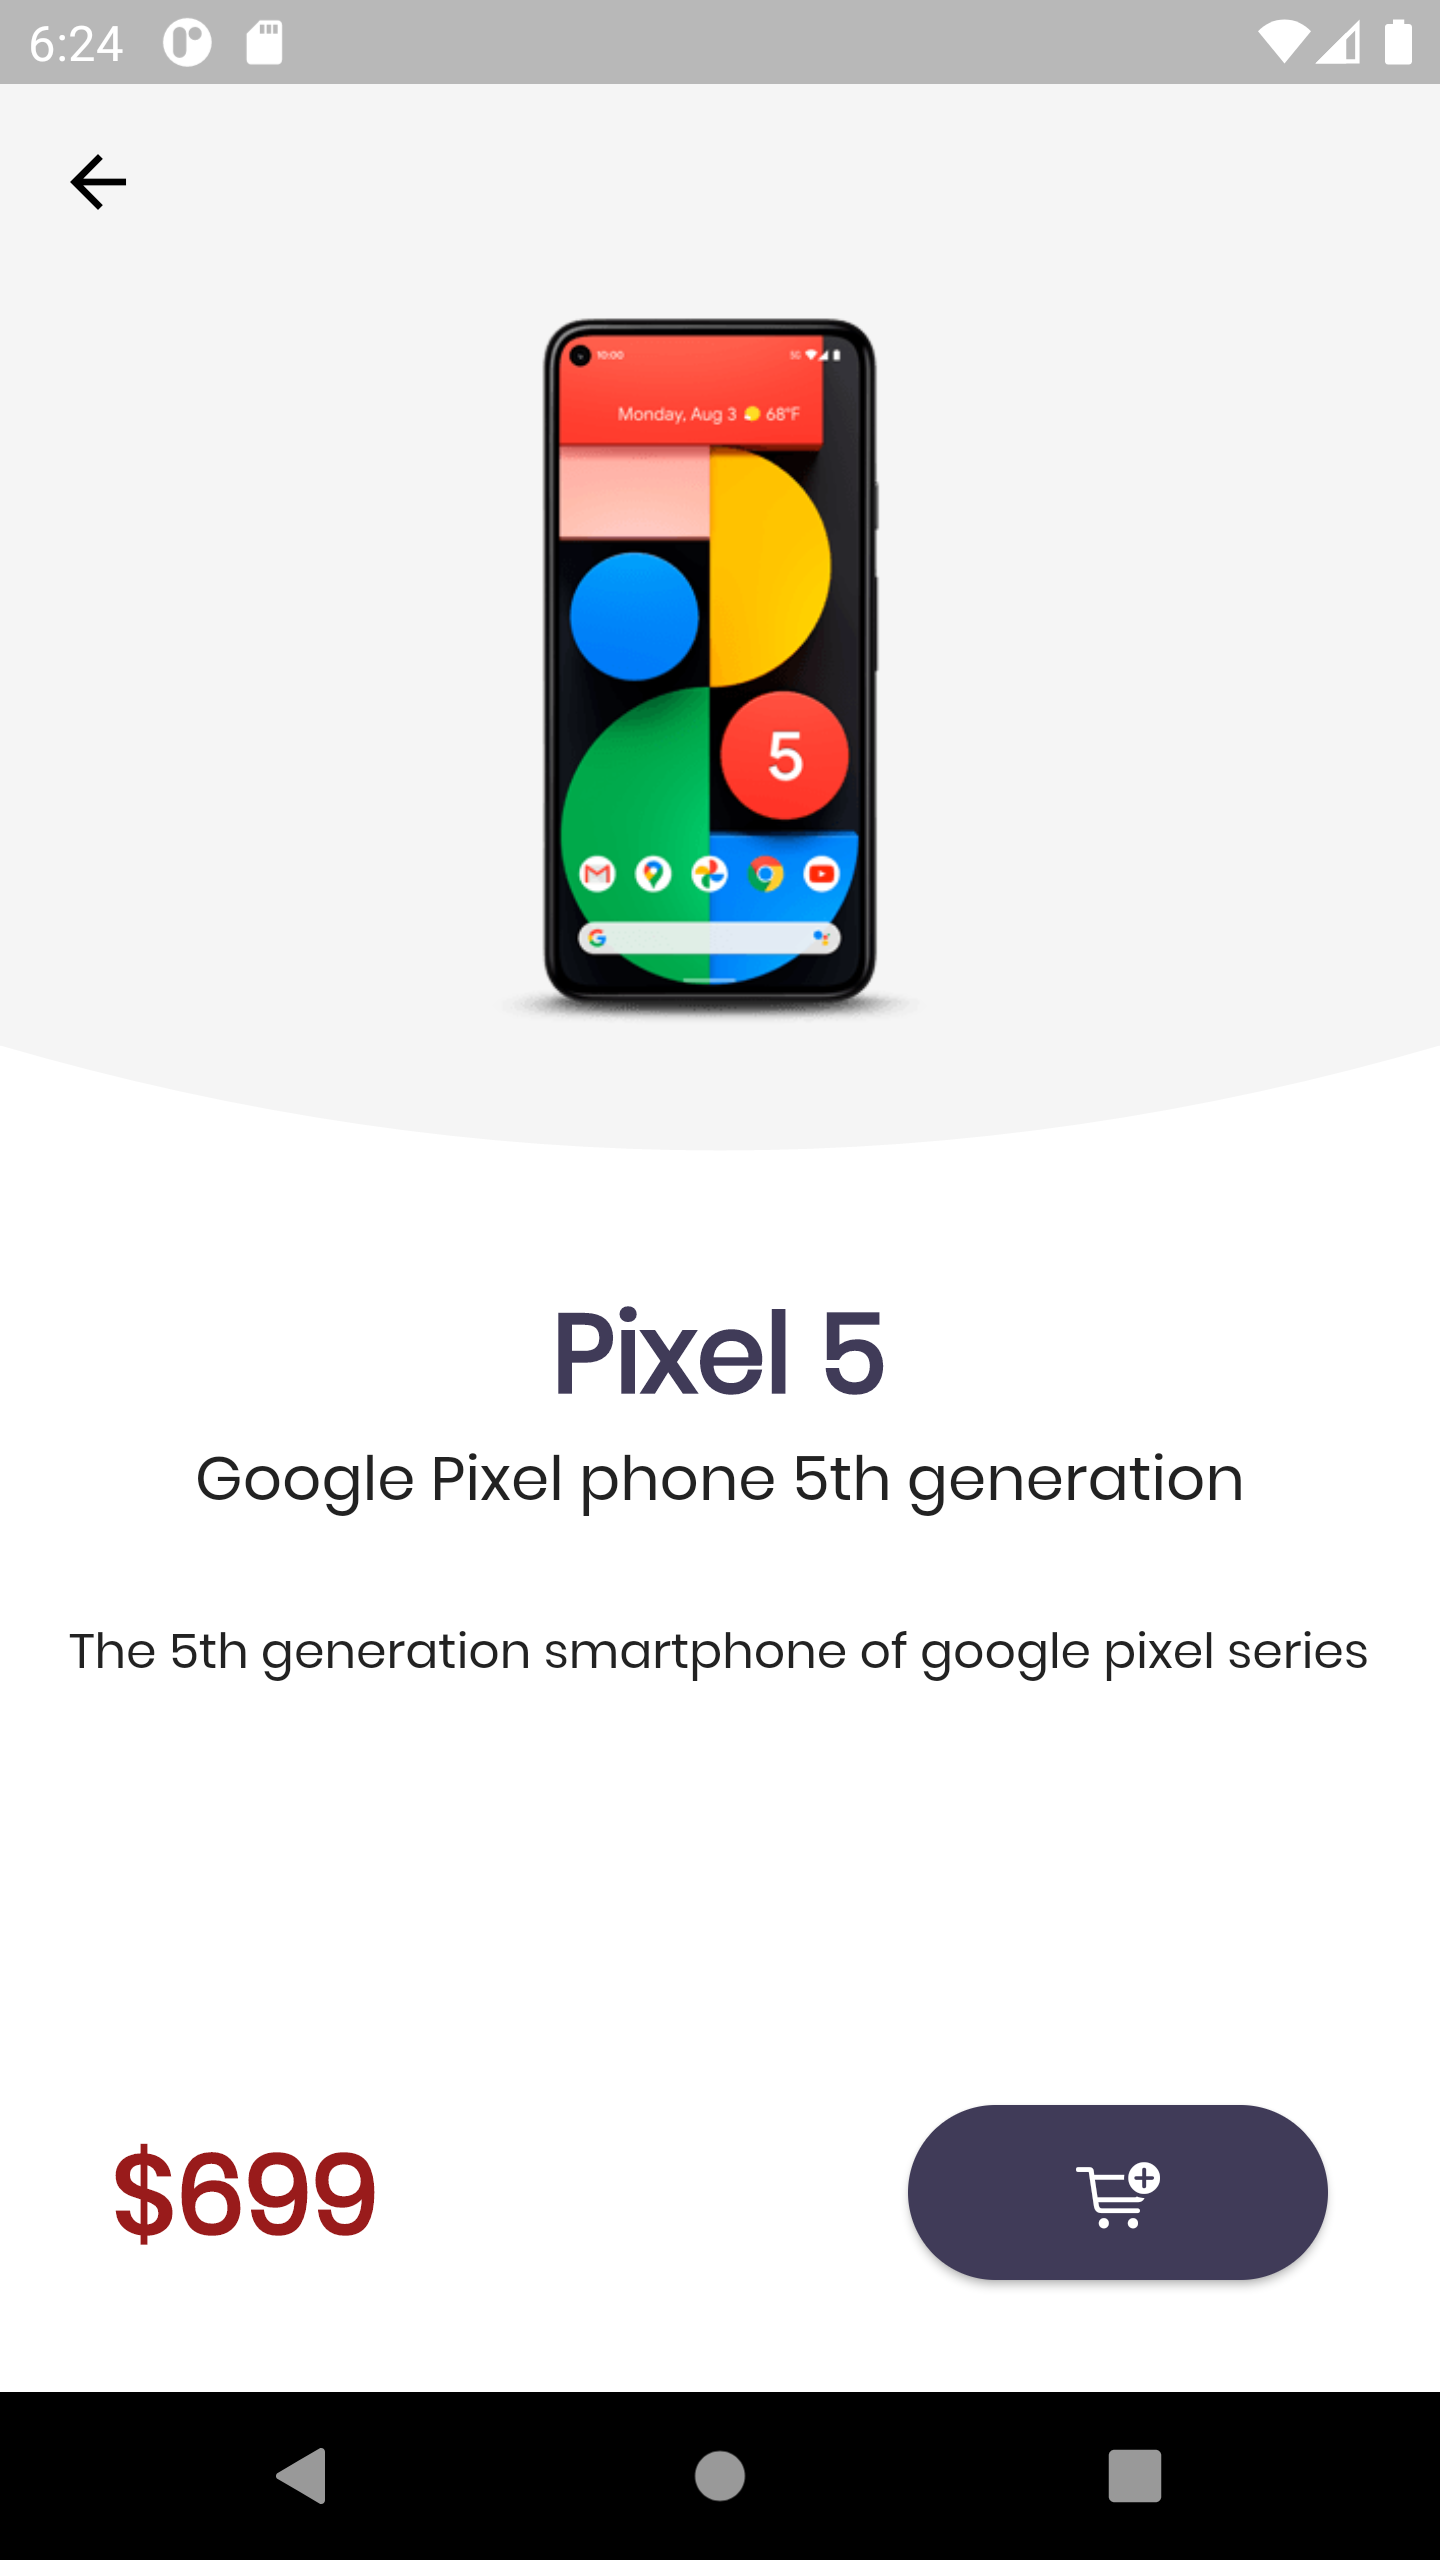 6:24
10:00 5G
Monday, Aug 3 68°F
5
Pixel 5
Google Pixel phone 5th generation
The 5th generation smartphone of google pixel series
$699